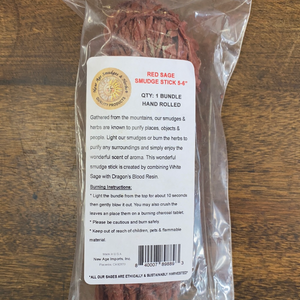 RED SAGE
SMUDGE STICK 5-6"
QTY: 1 BUNDLE
HAND ROLLED
Gathered from the mountains, our smudges &
herbs are known to purify places, objects &
people. Light our smudges or burn the herbs to
purify any surroundings and simply enjoy the
wonderful scent of aroma. This wonderful
smudge stick is created by combining White
Sage with Dragon's Blood Resin.
Burning Instructions:
* Light the bundle from the top for about 10 seconds
then gently blow it out. You may also crush the
leaves an place them on a burning charcoal tablet.
* Please be cautious and burn safely.
* Keep out of reach of children, pets & flammable
material.
New Age Imports, Inc.
*ALL OUR SAGES ARE ETHICALLY & SUSTAINABLY HARVESTED*